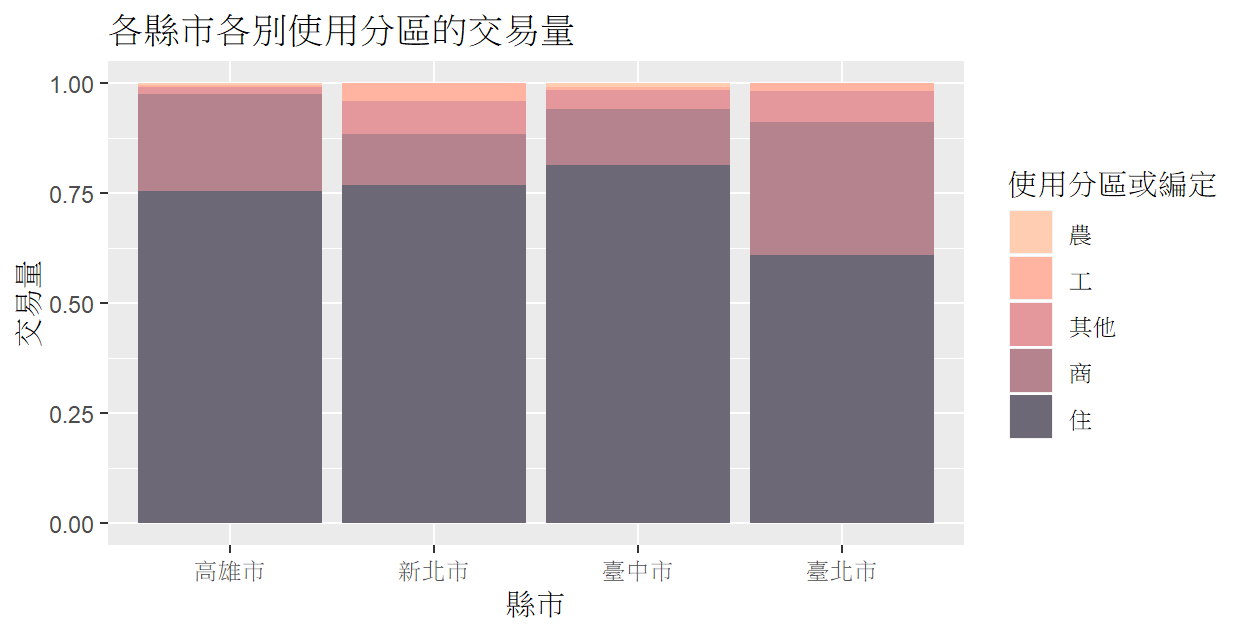 各縣市各別使用分區的交易量
交易量
1.00
0.75
0.50
0.25
0.00
高雄市
新北市
臺中市
臺北市
縣市
使用分區或編定
農
工
其他
商
住